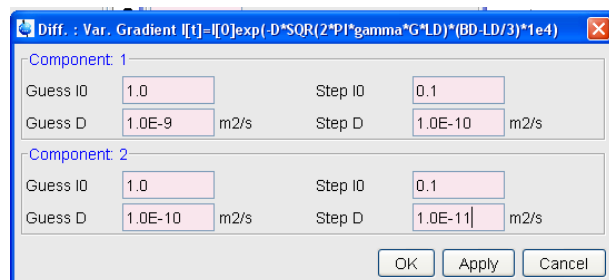 Diff. : Var. Gradient I[t]=I[0]exp(-D*SQR(2*PI*gamma*G*LD)*(BD-LD/3)*1e4)
Component: 1
Guess I0 1.0 Step I0 0.1
Guess D 1.0E-9 m2/s Step D 1.0E-10 m2/s
Component: 2
Guess I0 1.0 Step I0 0.1
Guess D 1.0E-10 m2/s Step D 1.0E-11 m2/s
OK Apply Cancel